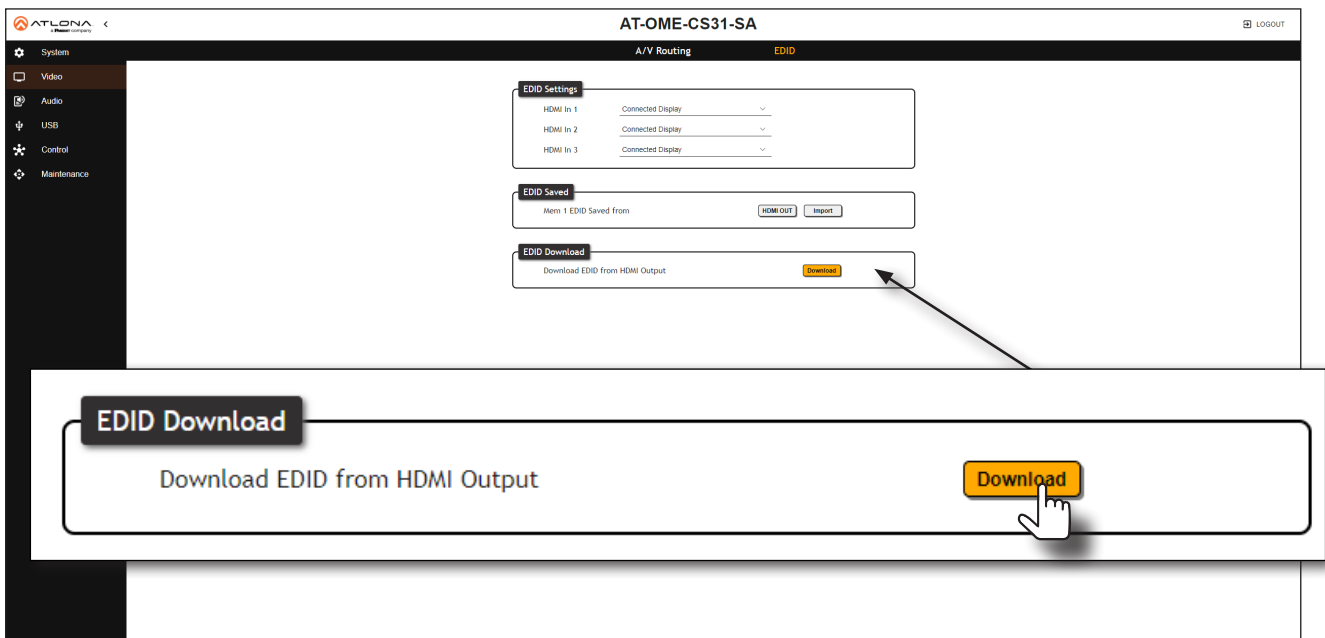 ATLONA
a Panduit company
AT-OME-CS31-SA
LOGOUT
A/V Routing EDID
System
Video
Audio
USB
Control
Maintenance
EDID Settings
HDMI In 1 Connected Display
HDMI In 2 Connected Display
HDMI In 3 Connected Display
EDID Saved
Mem 1 EDID Saved from HDMI OUT Import
EDID Download
Download EDID from HDMI Output Download
EDID Download
Download EDID from HDMI Output Download